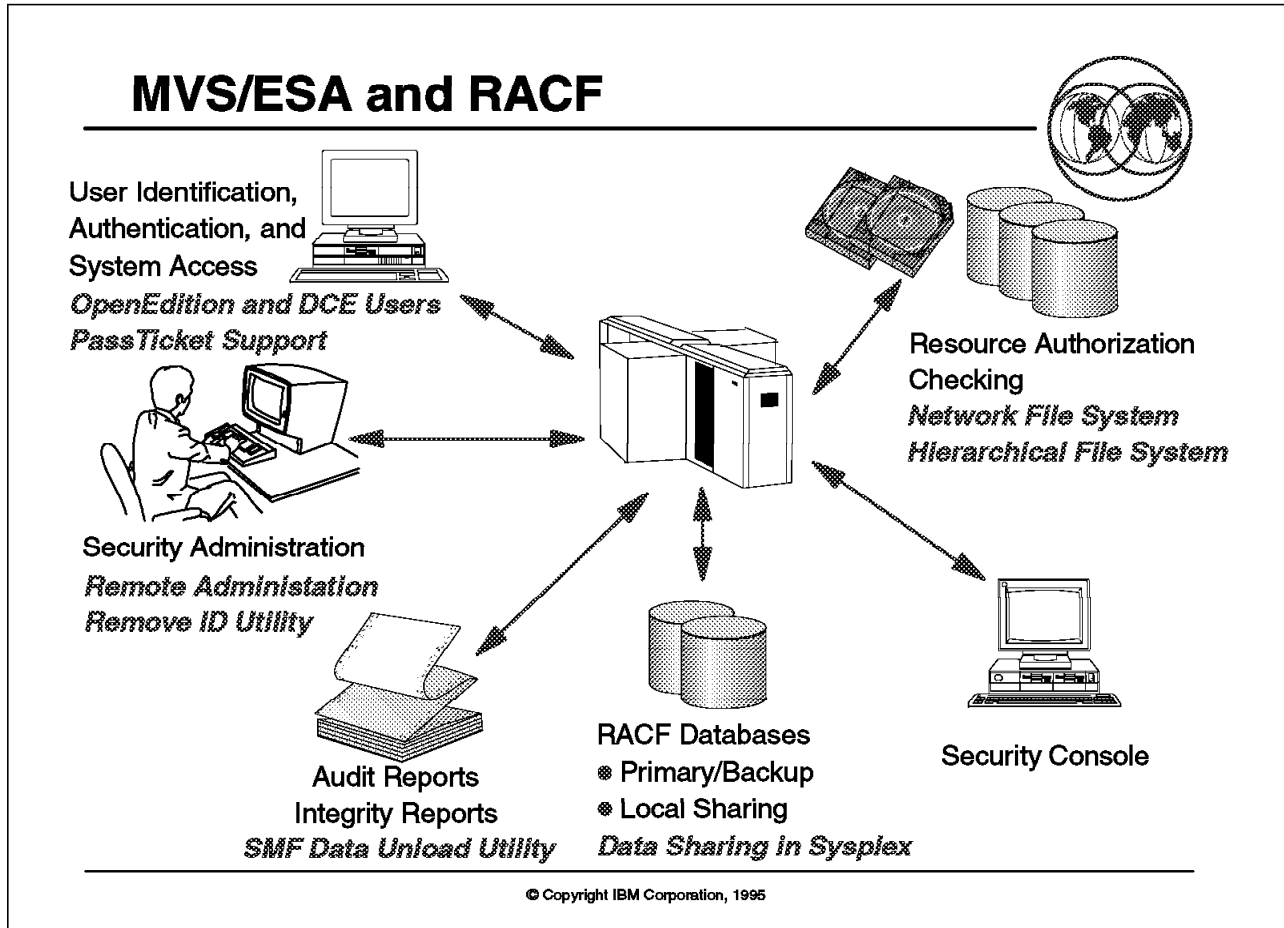 MVS/ESA and RACF
User Identification,
Authentication, and
System Access
OpenEdition and DCE Users
PassTicket Support
Resource Authorization
Checking
Network File System
Hierarchical File System
Security Administration
Remote Administation
Remove ID Utility
Audit Reports
Integrity Reports
SMF Data Unload Utility
RACF Databases
• Primary/Backup
• Local Sharing
Data Sharing in Sysplex
Security Console
© Copyright IBM Corporation, 1995